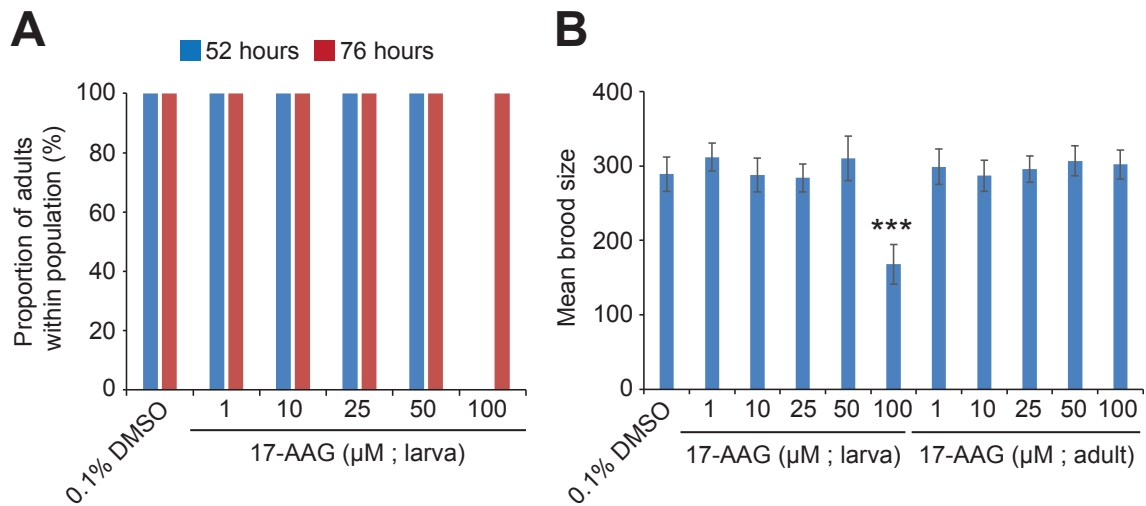 A
52 hours 76 hours
Proportion of adults
within population (%)
100
80
60
40
20
0
0.1% DMSO
1 10 25 50 100
17-AAG (µM ; larva)
B
Mean brood size
400
300
200
100
0
***
0.1% DMSO
1 10 25 50 100 1 10 25 50 100
17-AAG (µM ; larva) 17-AAG (µM ; adult)